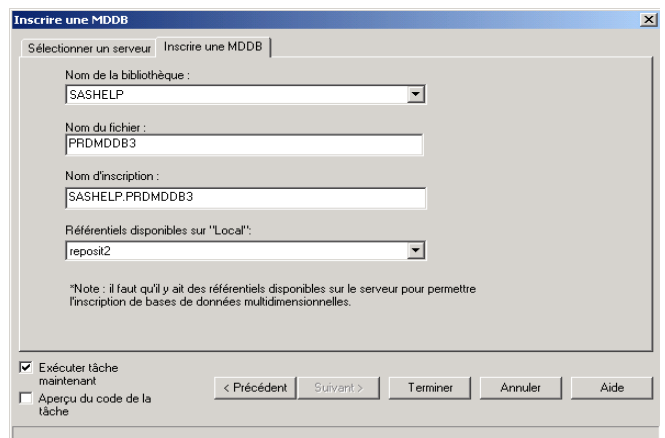 Inscrire une MDDB
Sélectionner un serveur
Inscrire une MDDB
Nom de la bibliothèque :
SASHELP
Nom du fichier :
PRDMDDB3
Nom d'inscription :
SASHELP.PRDMDDB3
Référentiels disponibles sur "Local":
reposit2
*Note : il faut qu'il y ait des référentiels disponibles sur le serveur pour permettre
l'inscription de bases de données multidimensionnelles.
Exécuter tâche
maintenant
Aperçu du code de la
tâche
< Précédent
Suivant >
Terminer
Annuler
Aide